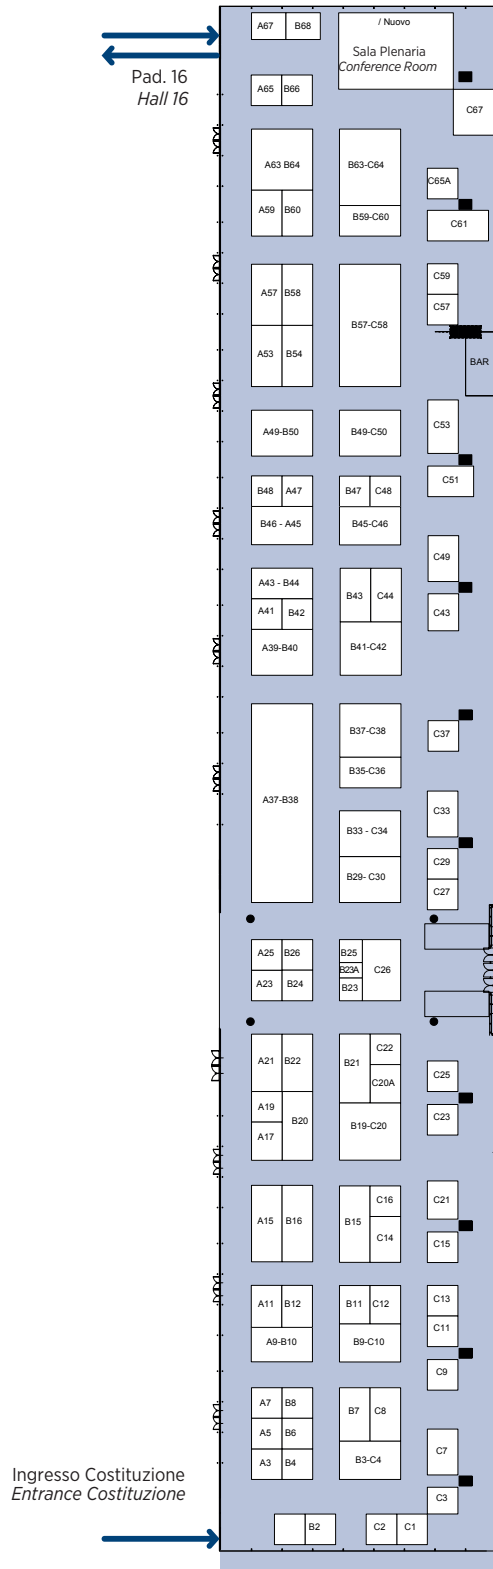 A67 B68
/ Nuovo
Sala Plenaria
Conference Room
Pad. 16
Hall 16
A65 B66
C67
A63 B64
B63-C64
C65A
A59 B60
B59-C60
C61
A57 B58
B57-C58
C59
C57
A53 B54
BAR
A49-B50
B49-C50
C53
C51
B48 A47
B47 C48
B46 - A45
B45-C46
C49
A43 - B44
B43 C44
C43
A41 B42
A39-B40
B41-C42
B37-C38
C37
B35-C36
A37-B38
C33
B33 - C34
B29- C30
C29
C27
A25 B26
B25
B23A
C26
A23 B24
B23
A21 B22
B21
C22
C20A
C25
A19
B20
A17
B19-C20
C23
A15 B16
B15
C16
C14
C21
C15
A11 B12
B11 C12
C13
C11
A9-B10
B9-C10
C9
A7 B8
B7 C8
A5 B6
A3 B4
B3-C4
C7
Ingresso Costituzione
Entrance Costituzione
C3
B2
C2 C1